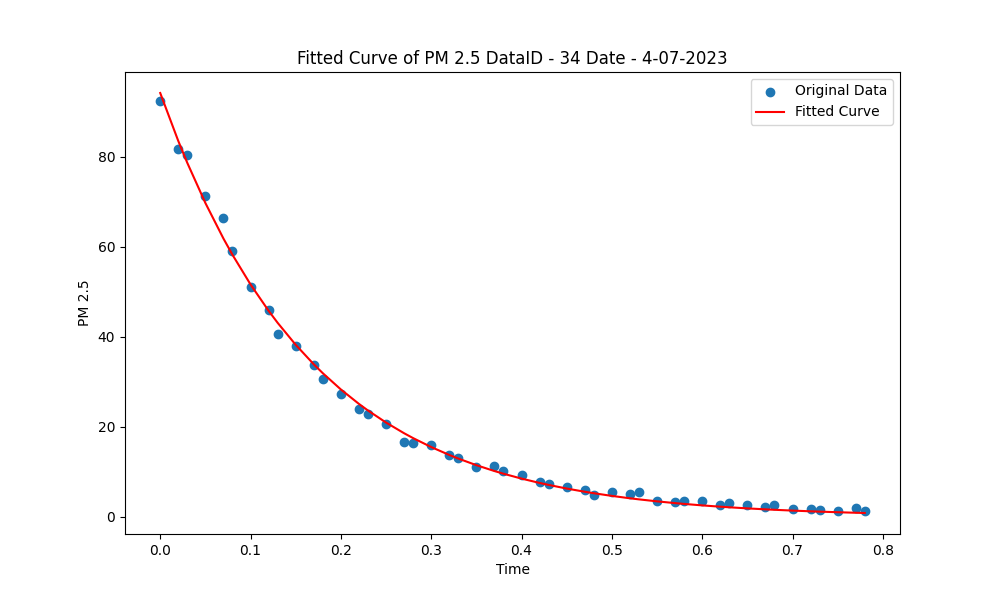 Fitted Curve of PM 2.5 DataID - 34 Date - 4-07-2023
Original Data
Fitted Curve
80
60
40
20
0
PM 2.5
0.0 0.1 0.2 0.3 0.4 0.5 0.6 0.7 0.8
Time